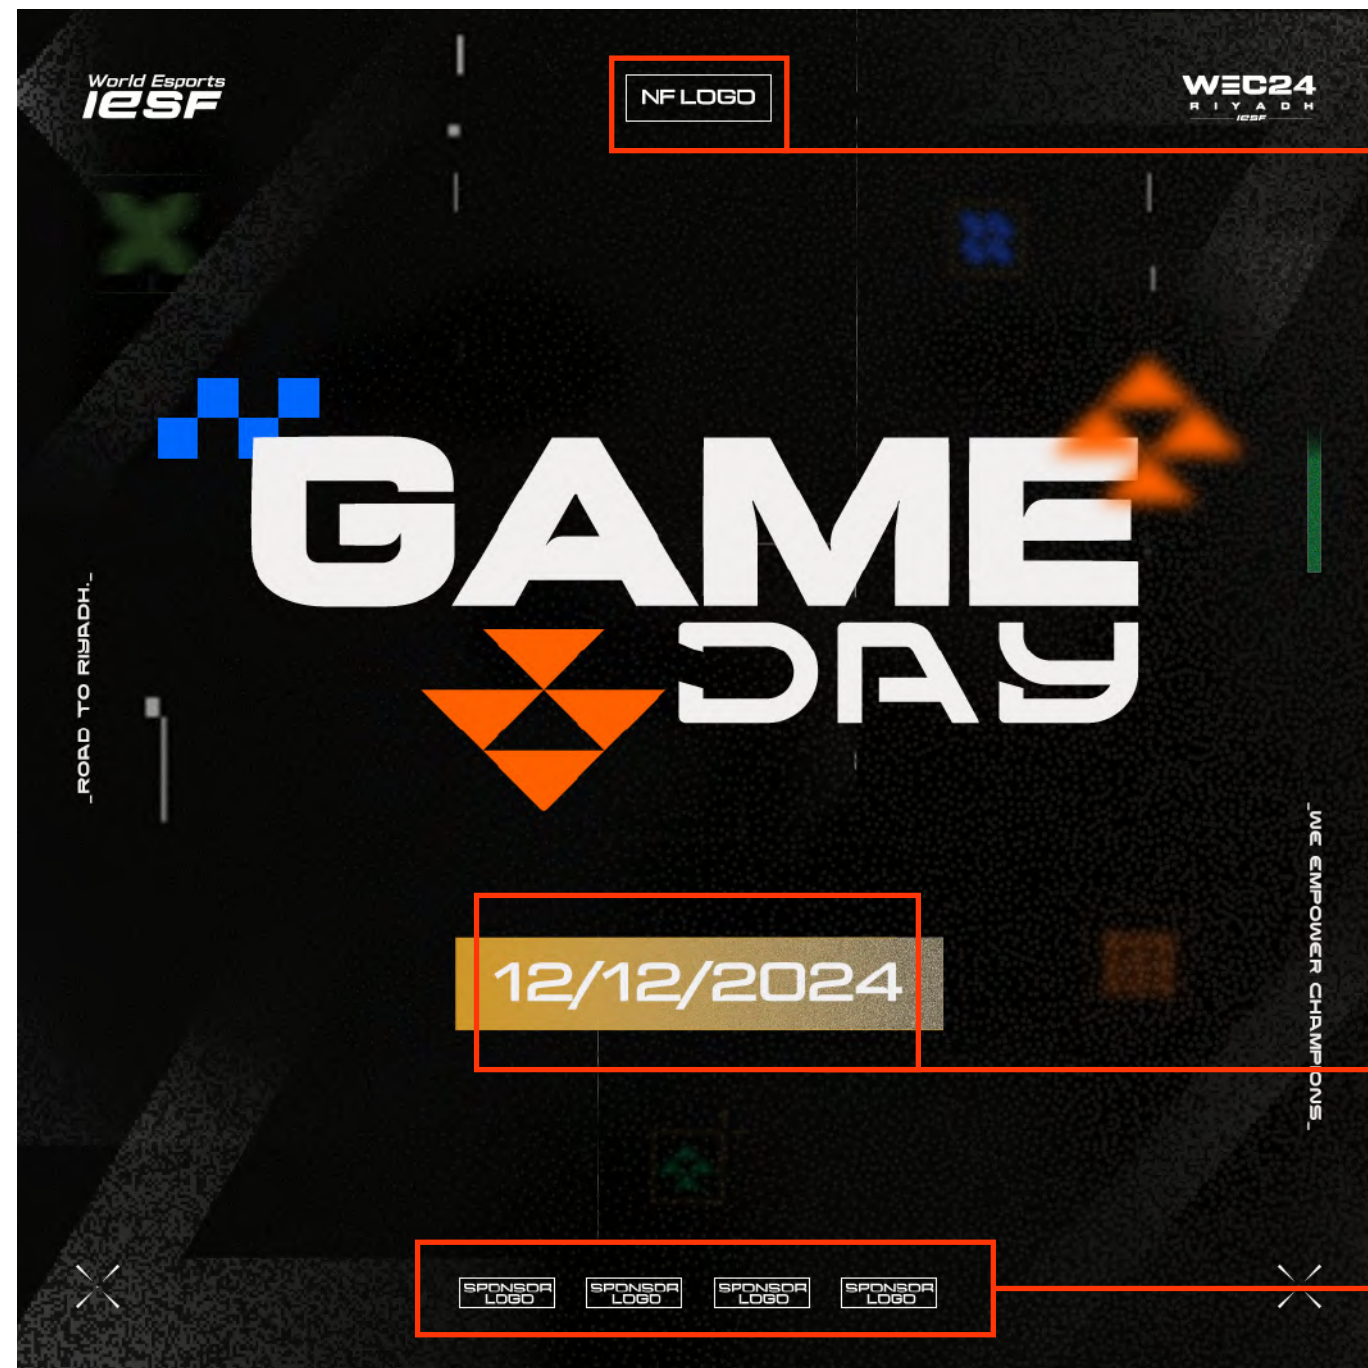 World Esports
IESF
NF LOGO
WEC24
RIYADH
IESF
GAME
DAY
_ROAD TO RIYADH._
12/12/2024
_WE EMPOWER CHAMPIONS_
SPONSOR
LOGO
SPONSOR
LOGO
SPONSOR
LOGO
SPONSOR
LOGO